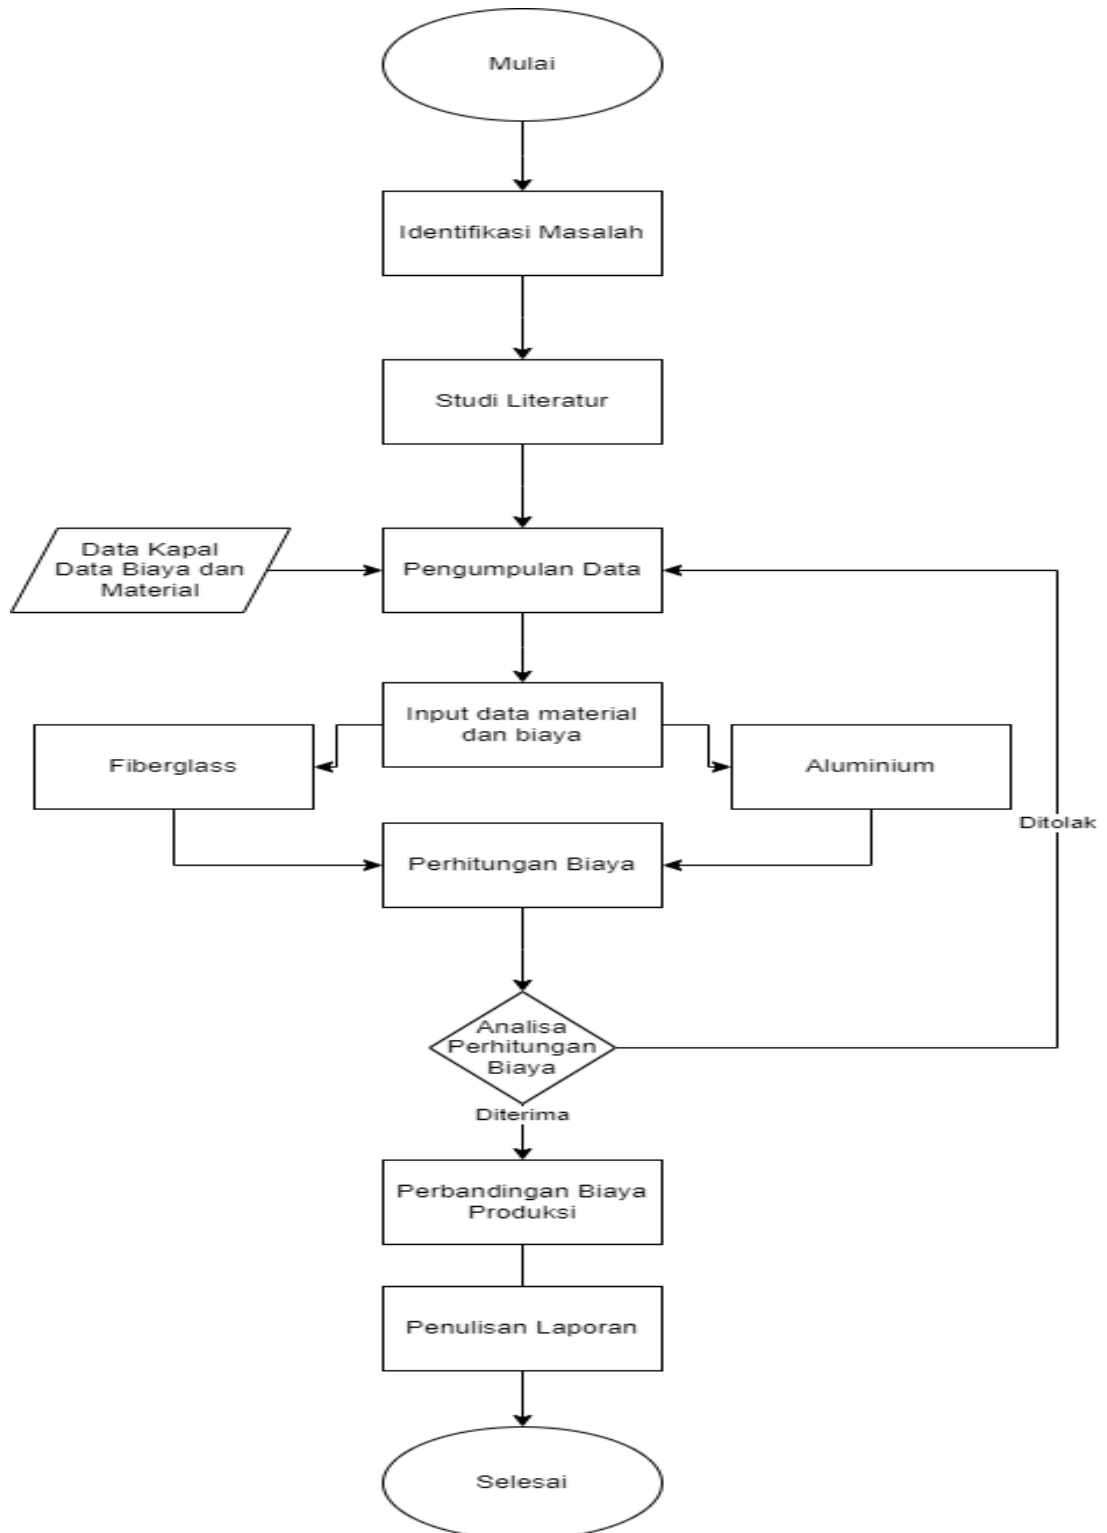 Mulai
Identifikasi Masalah
Studi Literatur
Data Kapal
Data Biaya dan
Material
Pengumpulan Data
Input data material
dan biaya
Fiberglass
Aluminium
Ditolak
Perhitungan Biaya
Analisa
Perhitungan
Biaya
Diterima
Perbandingan Biaya
Produksi
Penulisan Laporan
Selesai